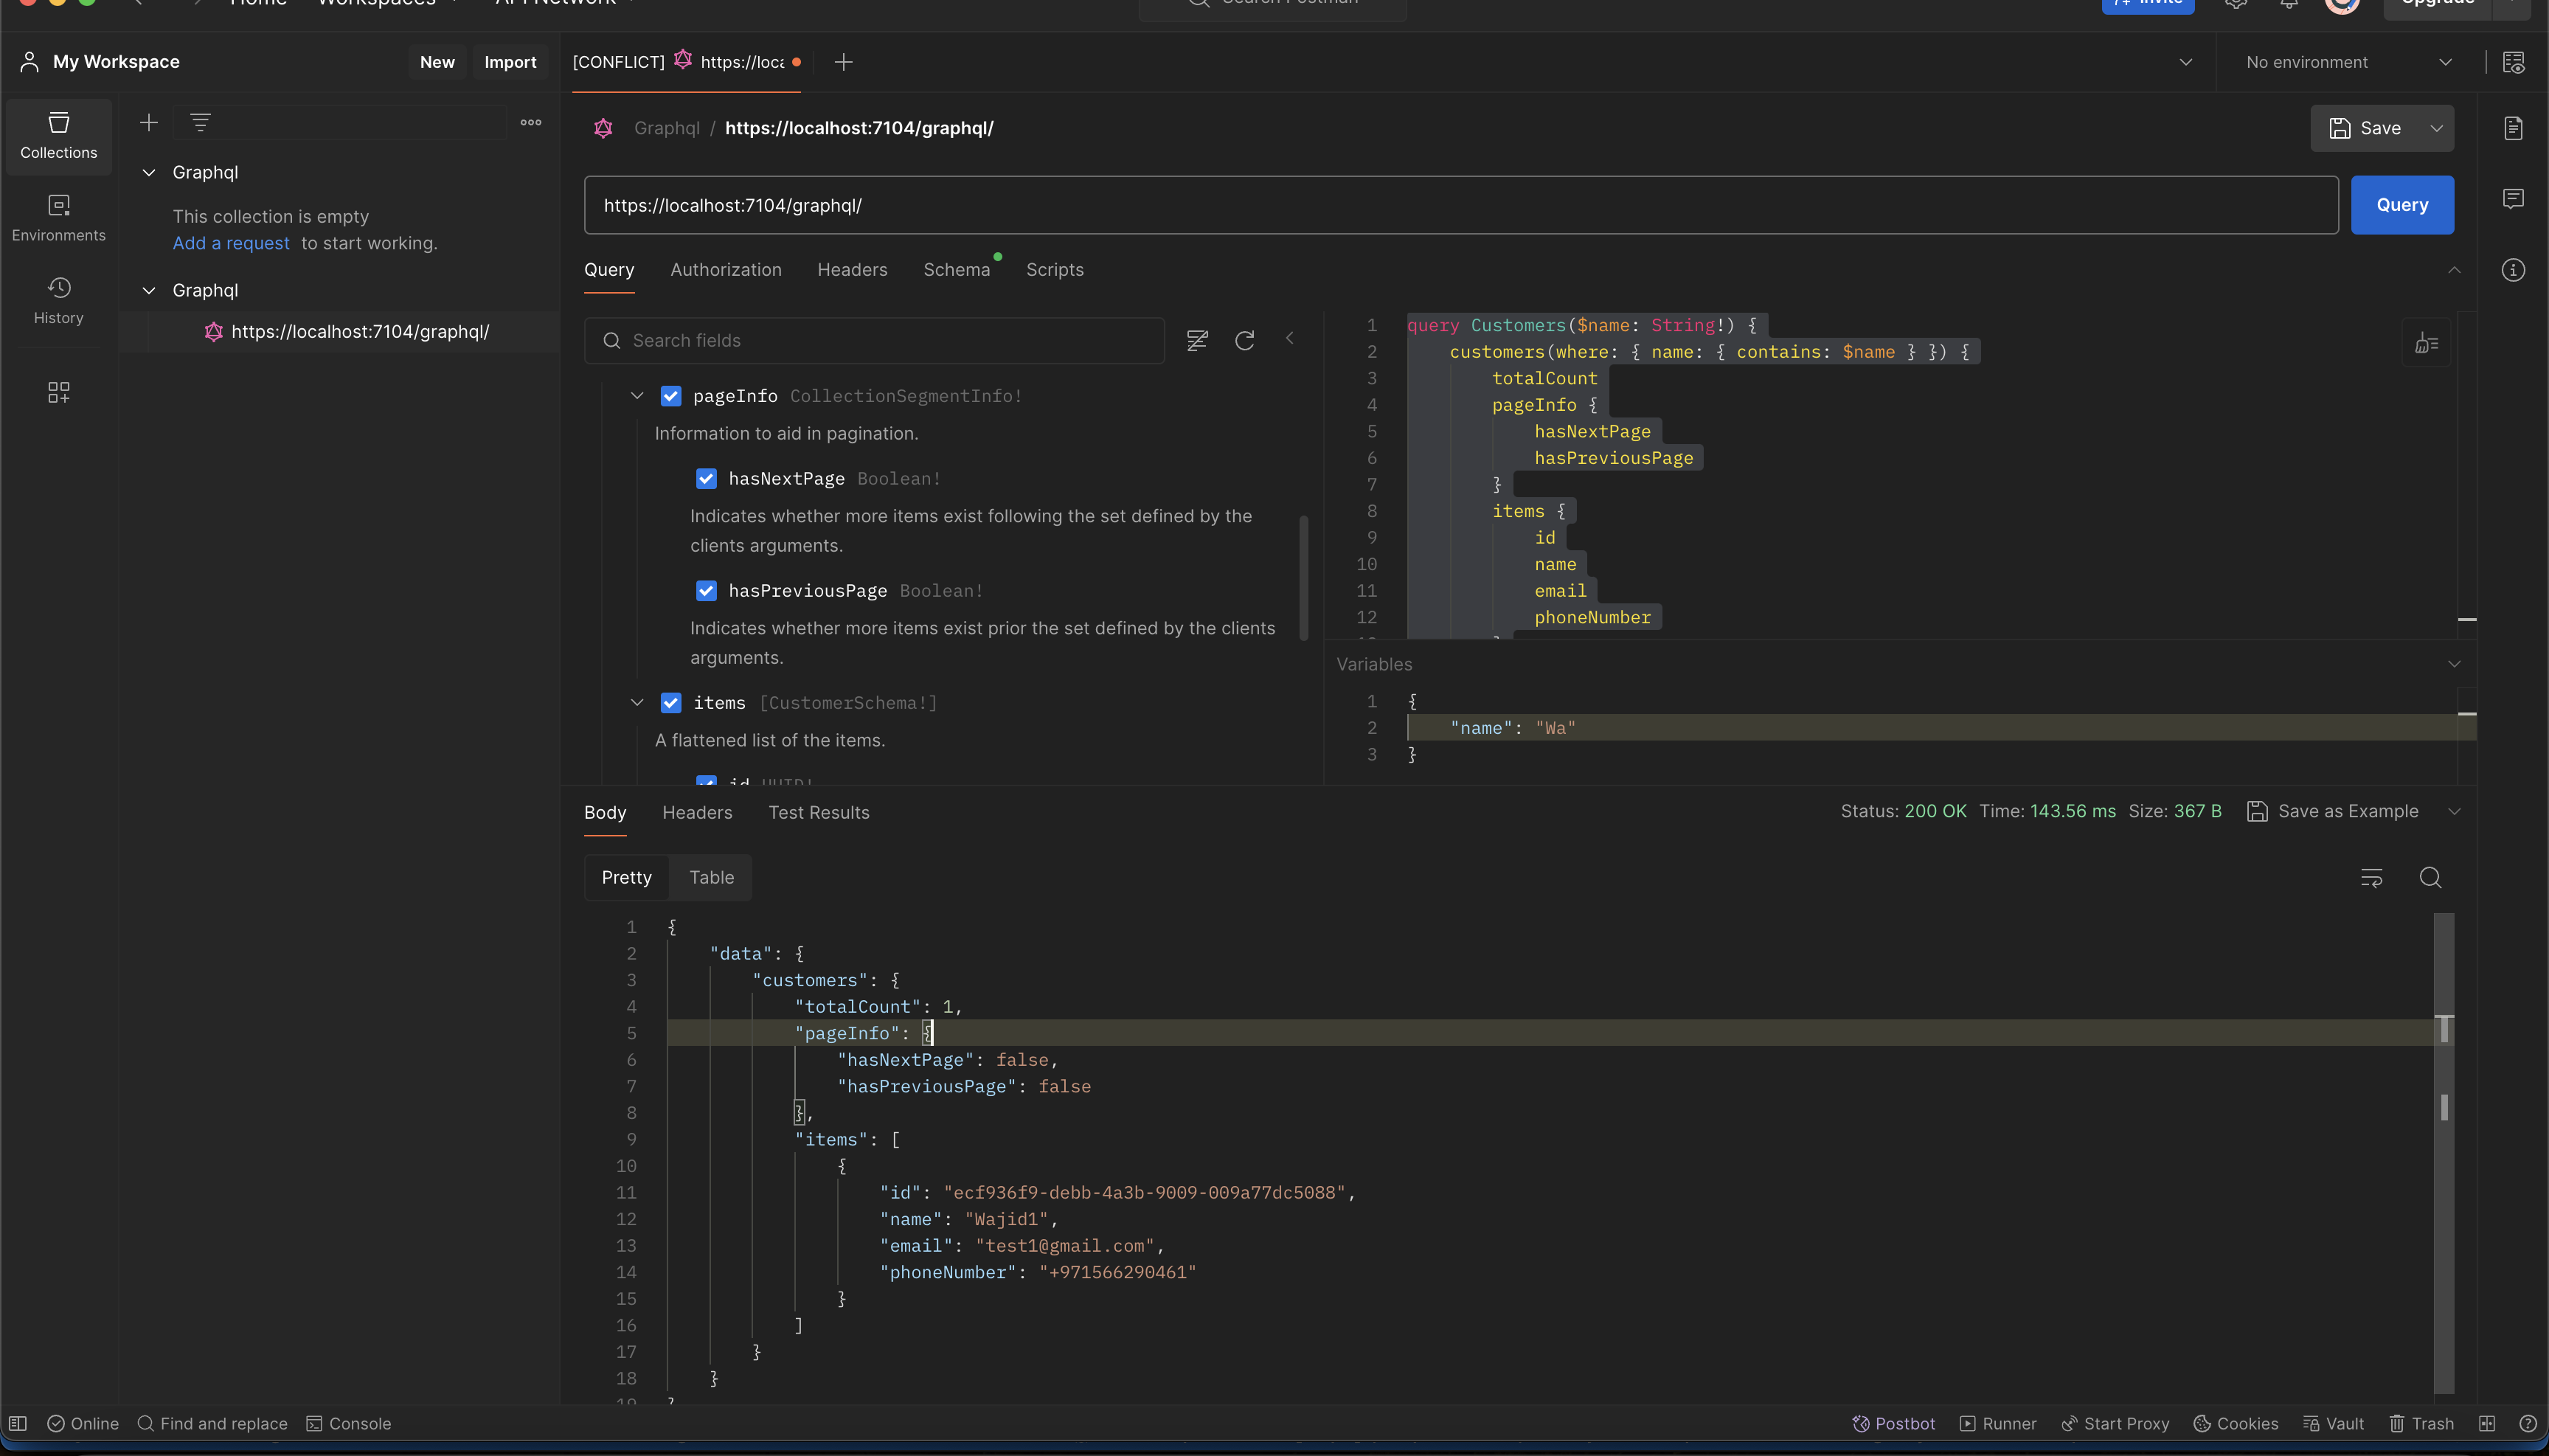 Home Workspaces API Network
Search Postman
Invite
Upgrade
My Workspace
New
Import
[CONFLICT] https://loca
No environment
Collections
Environments
History
Graphql
This collection is empty
Add a request to start working.
Graphql
https://localhost:7104/graphql/
Graphql / https://localhost:7104/graphql/
Save
https://localhost:7104/graphql/
Query
Query Authorization Headers Schema Scripts
Search fields
pageInfo CollectionSegmentInfo!
Information to aid in pagination.
hasNextPage Boolean!
Indicates whether more items exist following the set defined by the
clients arguments.
hasPreviousPage Boolean!
Indicates whether more items exist prior the set defined by the clients
arguments.
items [CustomerSchema!]
A flattened list of the items.
id UUID!
1 query Customers($name: String!) {
2 customers(where: { name: { contains: $name } }) {
3 totalCount
4 pageInfo {
5 hasNextPage
6 hasPreviousPage
7 }
8 items {
9 id
10 name
11 email
12 phoneNumber
Variables
1 {
2 "name": "Wa"
3 }
Body Headers Test Results
Status: 200 OK Time: 143.56 ms Size: 367 B Save as Example
Pretty Table
1 {
2 "data": {
3 "customers": {
4 "totalCount": 1,
5 "pageInfo": {
6 "hasNextPage": false,
7 "hasPreviousPage": false
8 },
9 "items": [
10 {
11 "id": "ecf936f9-debb-4a3b-9009-009a77dc5088",
12 "name": "Wajid1",
13 "email": "test1@gmail.com",
14 "phoneNumber": "+971566290461"
15 }
16 ]
17 }
18 }
19 }
Online Find and replace Console
Postbot Runner Start Proxy Cookies Vault Trash